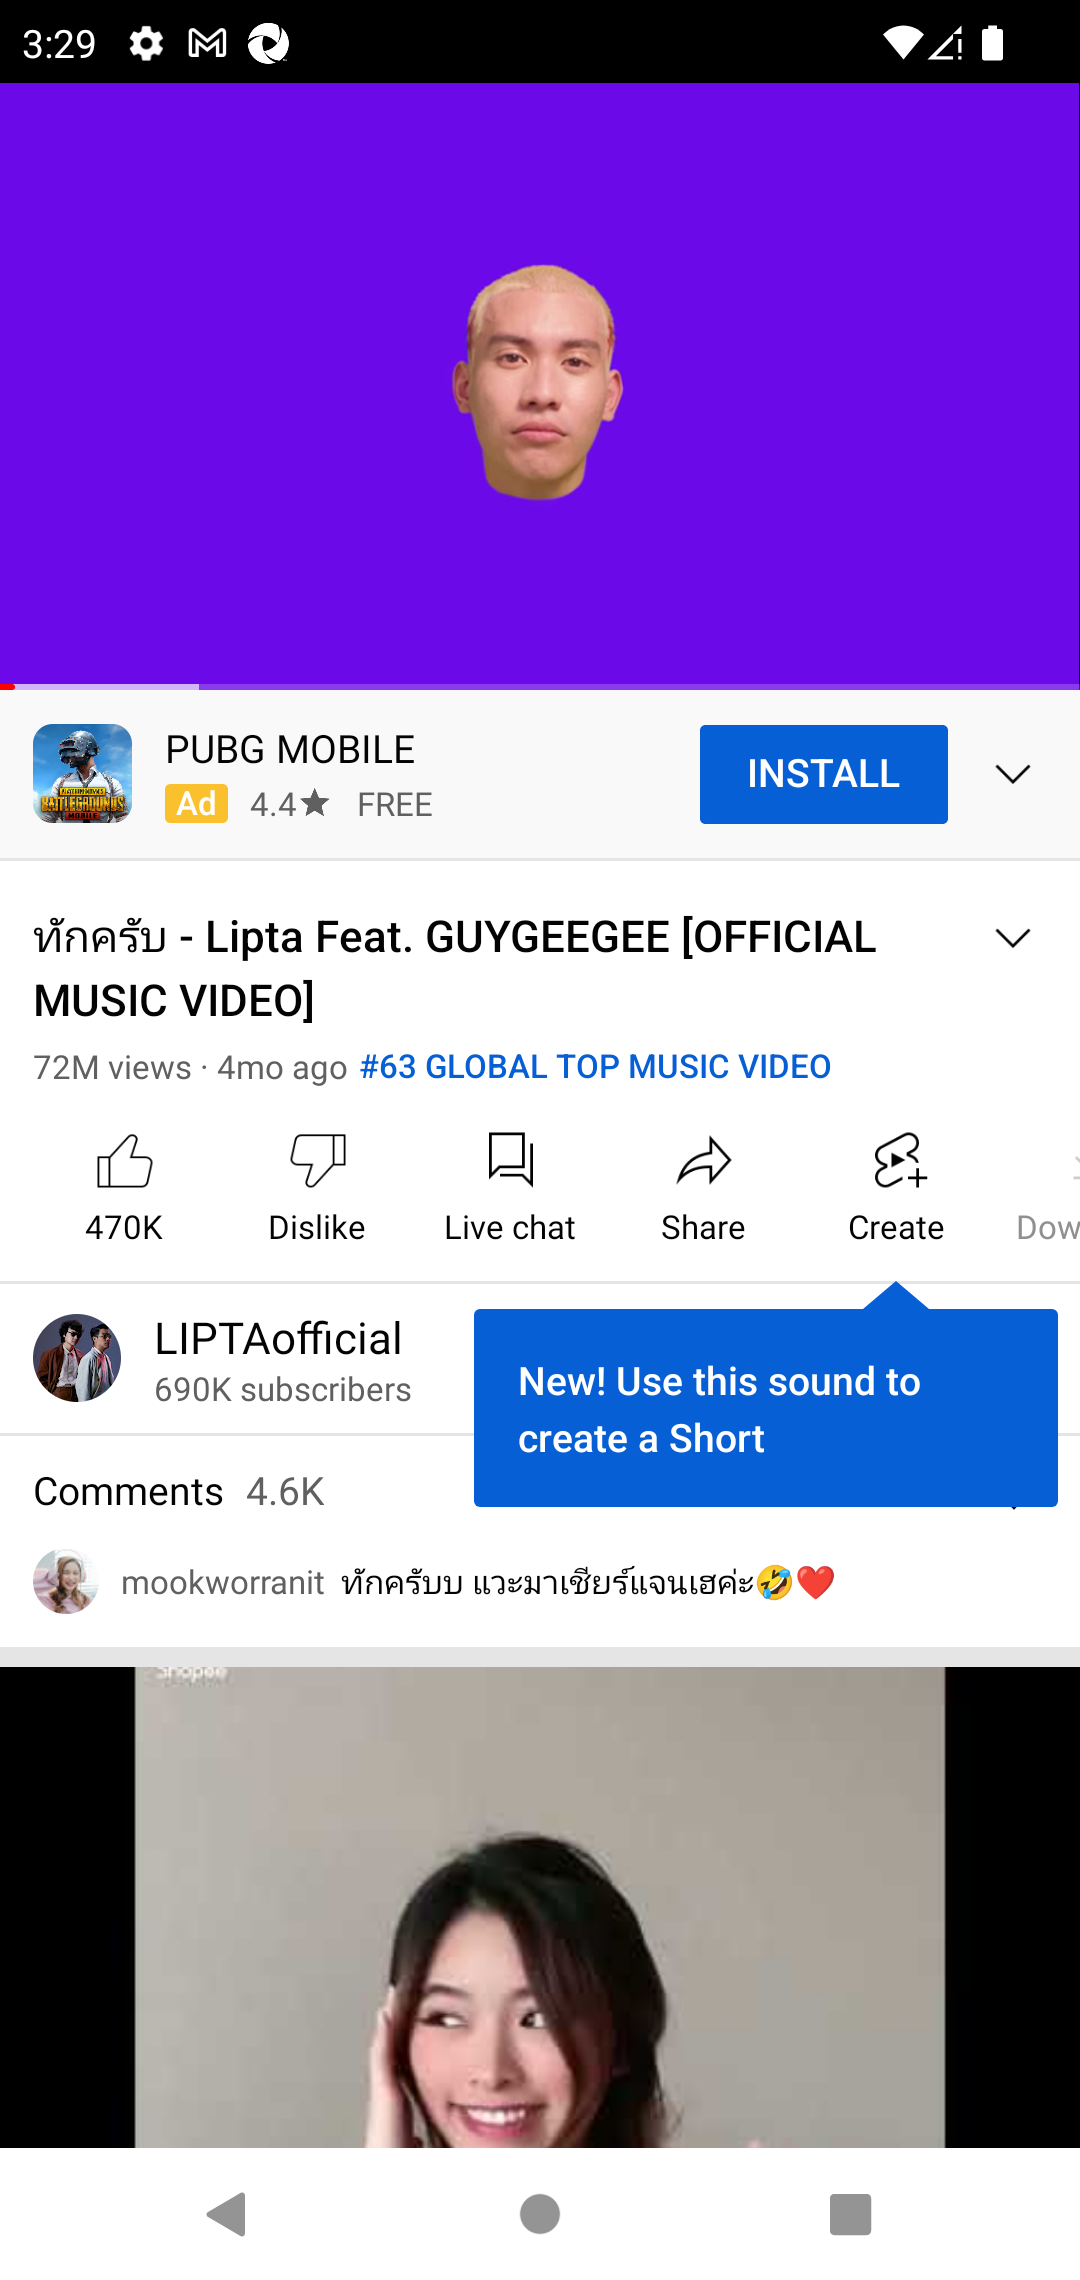 3:29
PUBG MOBILE
INSTALL
Ad 4.4★ FREE
ทักครับ - Lipta Feat. GUYGEEGEE [OFFICIAL
MUSIC VIDEO]
72M views · 4mo ago #63 GLOBAL TOP MUSIC VIDEO
470K Dislike Live chat Share Create Dow
LIPTAofficial
690K subscribers
New! Use this sound to
create a Short
Comments 4.6K
mookworranit ทักครับบ แวะมาเชียร์แจนเฮค่ะ🤣❤️
Shopee